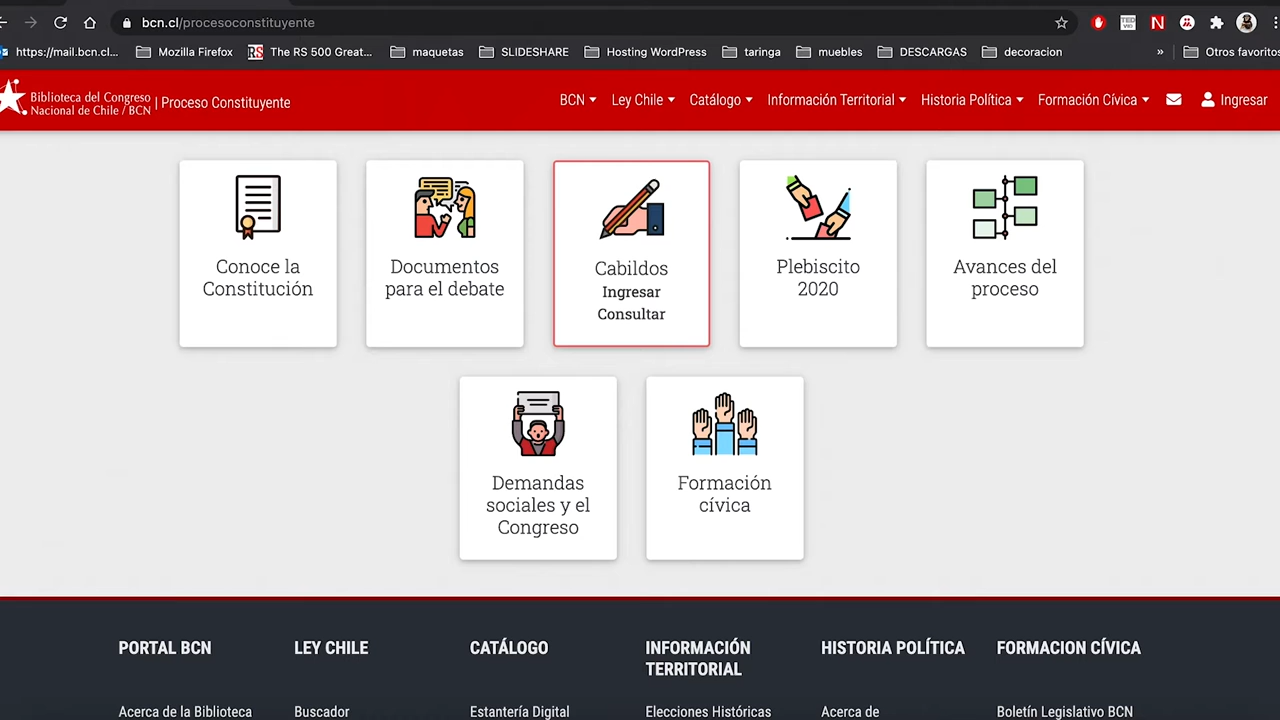 bcn.cl/procesoconstituyente
https://mail.bcn.cl...
Mozilla Firefox
RS
The RS 500 Great...
maquetas
SLIDESHARE
Hosting WordPress
taringa
muebles
DESCARGAS
decoracion
»
Otros favoritos
Biblioteca del Congreso
Nacional de Chile / BCN
| Proceso Constituyente
BCN
Ley Chile
Catálogo
Información Territorial
Historia Política
Formación Cívica
Ingresar
Conoce la
Constitución
Documentos
para el debate
Cabildos
Ingresar
Consultar
Plebiscito
2020
Avances del
proceso
Demandas
sociales y el
Congreso
Formación
cívica
PORTAL BCN
LEY CHILE
CATÁLOGO
INFORMACIÓN
TERRITORIAL
HISTORIA POLÍTICA
FORMACION CÍVICA
Acerca de la Biblioteca
Buscador
Estantería Digital
Elecciones Históricas
Acerca de
Boletín Legislativo BCN